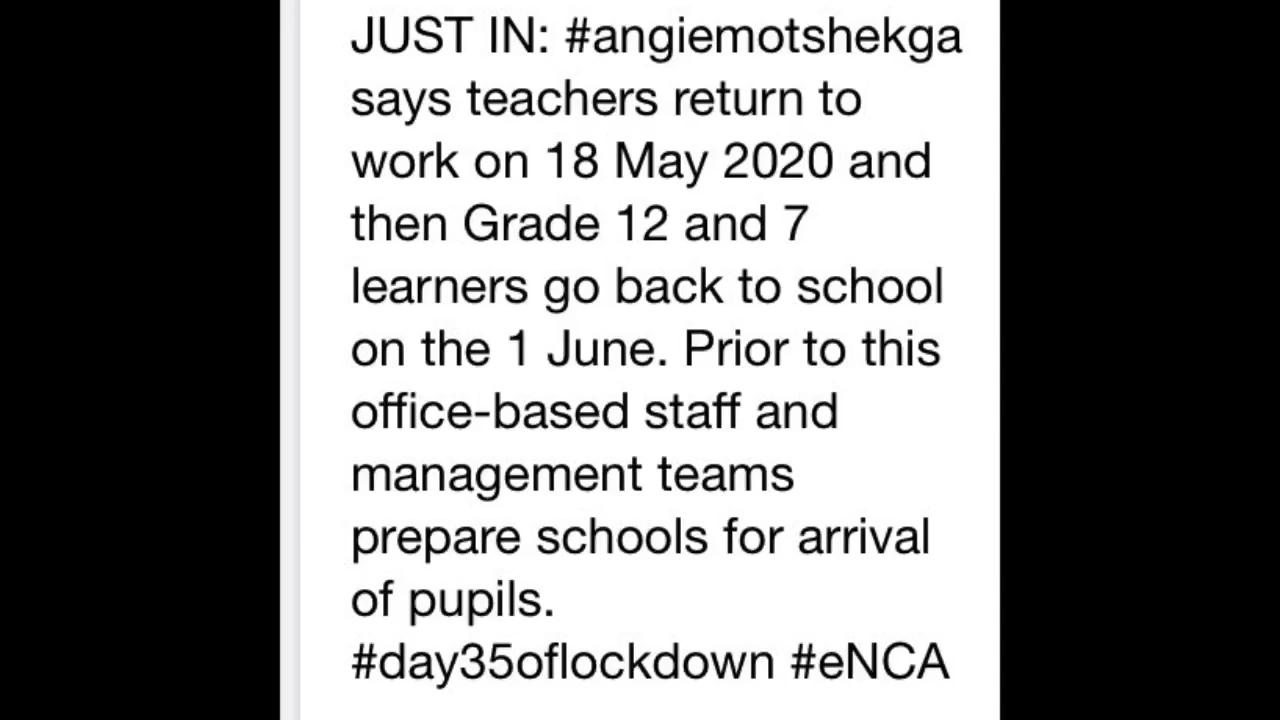 JUST IN: #angiemotshekga
says teachers return to
work on 18 May 2020 and
then Grade 12 and 7
learners go back to school
on the 1 June. Prior to this
office-based staff and
management teams
prepare schools for arrival
of pupils.
#day35oflockdown #eNCA